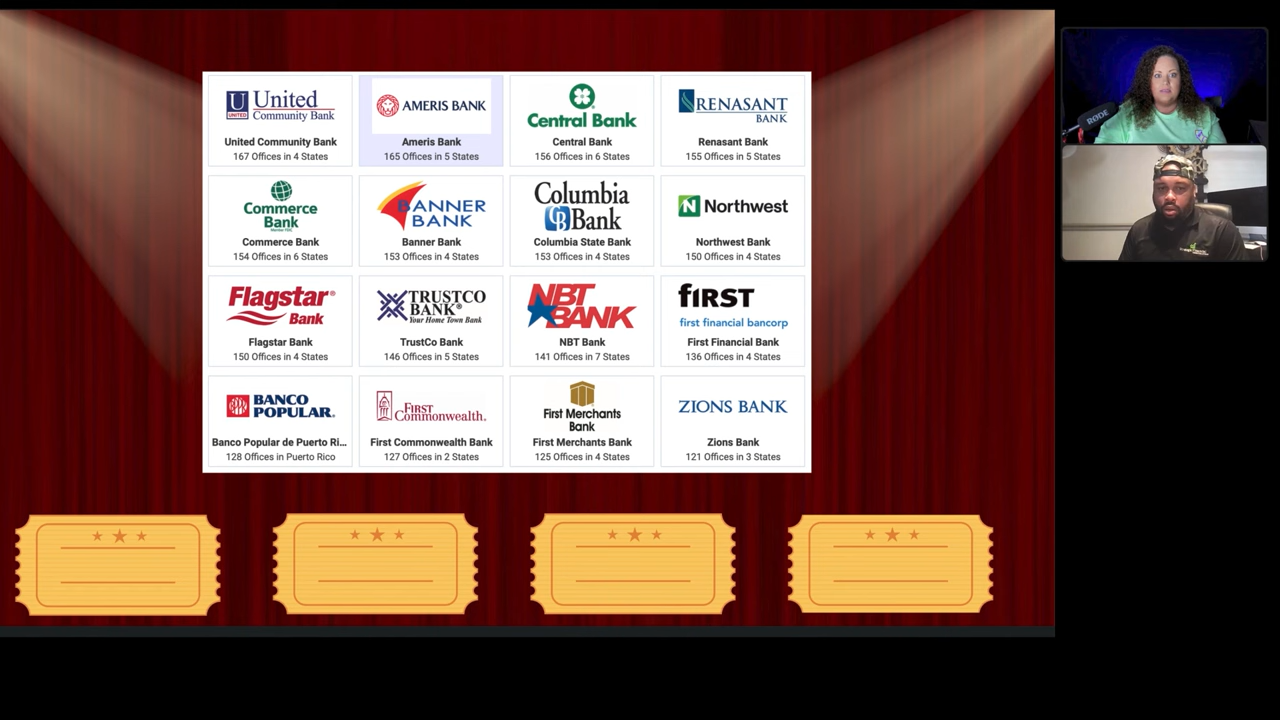 U United
UNITED Community Bank
United Community Bank
167 Offices in 4 States
AMERIS BANK
Ameris Bank
165 Offices in 5 States
Central Bank
Central Bank
156 Offices in 6 States
RENASANT
BANK
Renasant Bank
155 Offices in 5 States
Commerce
Bank
Member FDIC
Commerce Bank
154 Offices in 6 States
BANNER
BANK
Banner Bank
153 Offices in 4 States
Columbia
CB Bank
Columbia State Bank
153 Offices in 4 States
N Northwest
Northwest Bank
150 Offices in 4 States
Flagstar®
Bank
Flagstar Bank
150 Offices in 4 States
TRUSTCO
BANK®
Your Home Town Bank
TrustCo Bank
146 Offices in 5 States
NBT
BANK
NBT Bank
141 Offices in 7 States
fiRST
first financial bancorp
First Financial Bank
136 Offices in 4 States
BANCO
POPULAR.
Banco Popular de Puerto Ri...
128 Offices in Puerto Rico
FIRST
Commonwealth.
First Commonwealth Bank
127 Offices in 2 States
First Merchants
Bank
First Merchants Bank
125 Offices in 4 States
ZIONS BANK
Zions Bank
121 Offices in 3 States
RØDE